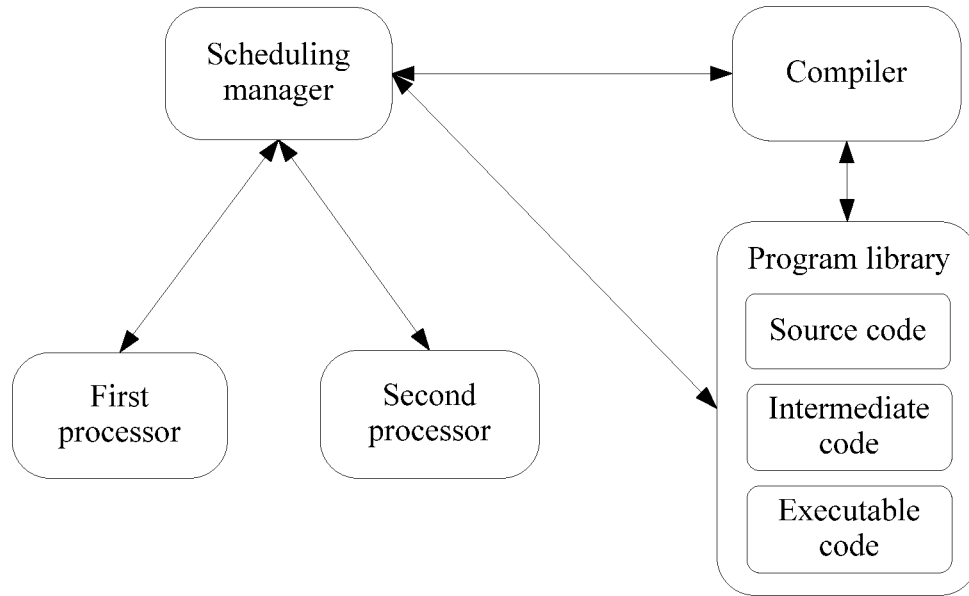 Scheduling
manager
Compiler
Program library
Source code
Intermediate
code
Executable
code
First
processor
Second
processor